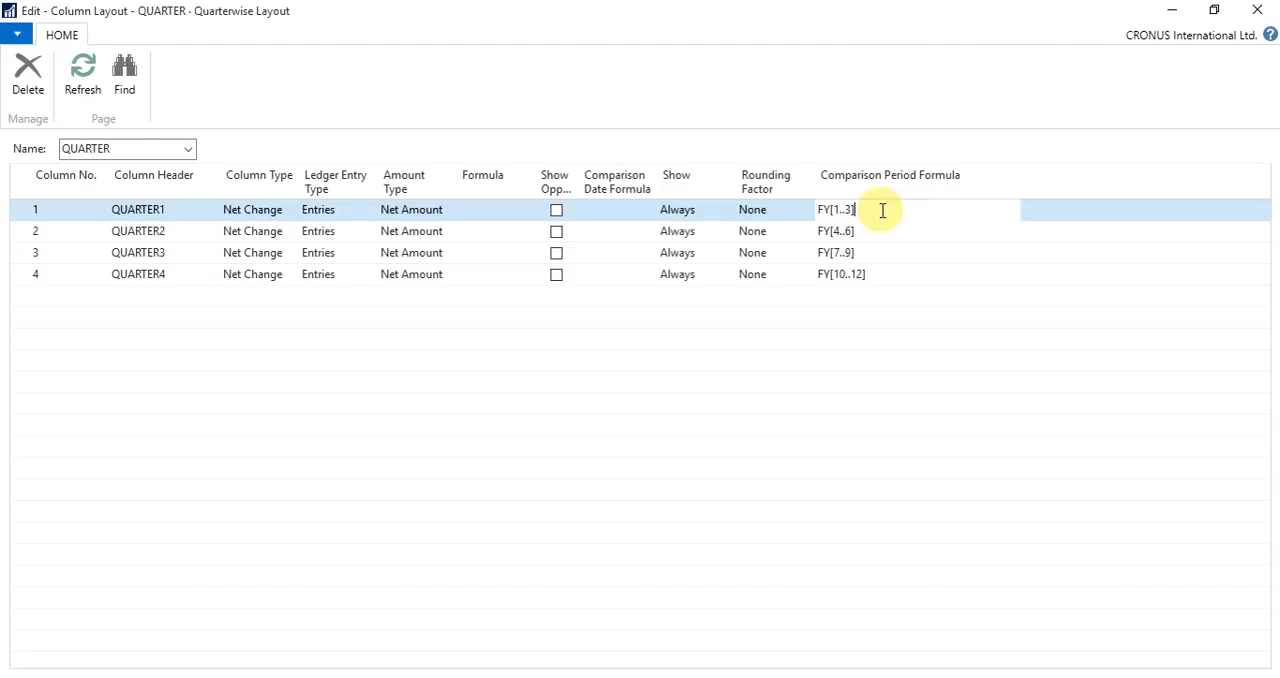 Edit - Column Layout - QUARTER · Quarterwise Layout
HOME
CRONUS International Ltd. ?
Delete Refresh Find
Manage Page
Name: QUARTER
Column No. Column Header Column Type Ledger Entry Type Amount Type Formula Show Opp... Comparison Date Formula Show Rounding Factor Comparison Period Formula
1 QUARTER1 Net Change Entries Net Amount Always None FY[1..3]
2 QUARTER2 Net Change Entries Net Amount Always None FY[4..6]
3 QUARTER3 Net Change Entries Net Amount Always None FY[7..9]
4 QUARTER4 Net Change Entries Net Amount Always None FY[10..12]